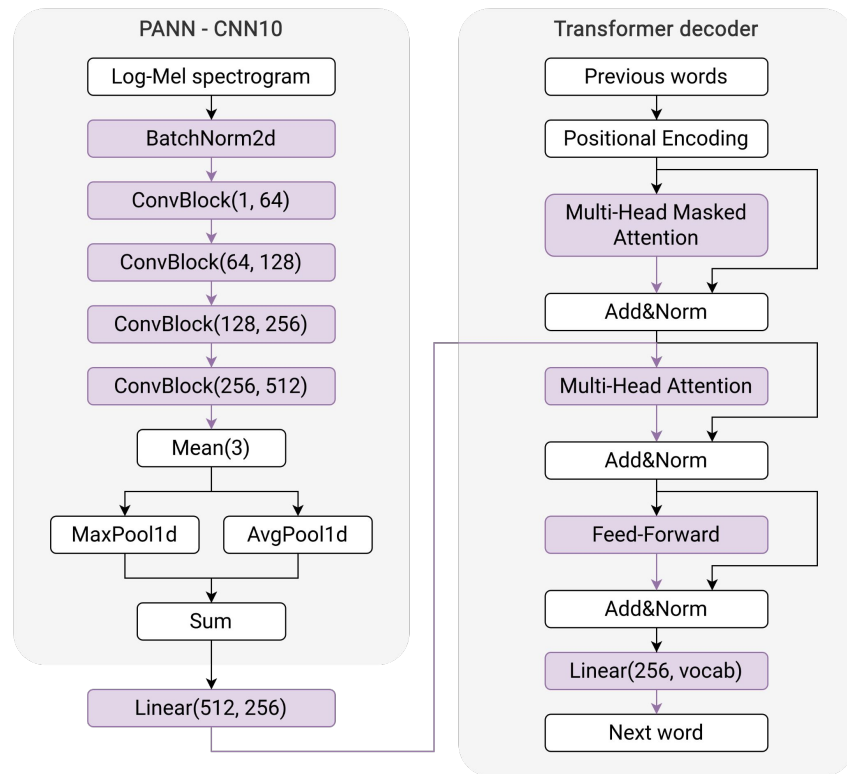 PANN - CNN10
Log-Mel spectrogram
BatchNorm2d
ConvBlock(1, 64)
ConvBlock(64, 128)
ConvBlock(128, 256)
ConvBlock(256, 512)
Mean(3)
MaxPool1d
AvgPool1d
Sum
Linear(512, 256)
Transformer decoder
Previous words
Positional Encoding
Multi-Head Masked
Attention
Add&Norm
Multi-Head Attention
Add&Norm
Feed-Forward
Add&Norm
Linear(256, vocab)
Next word